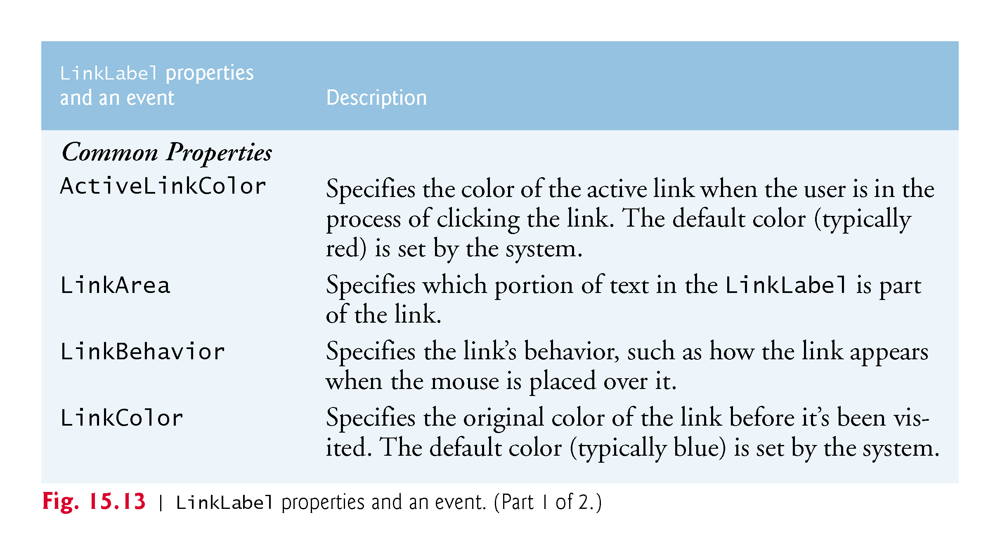 LinkLabel properties
and an event
Description
Common Properties
ActiveLinkColor
Specifies the color of the active link when the user is in the
process of clicking the link. The default color (typically
red) is set by the system.
LinkArea
Specifies which portion of text in the LinkLabel is part
of the link.
LinkBehavior
Specifies the link’s behavior, such as how the link appears
when the mouse is placed over it.
LinkColor
Specifies the original color of the link before it’s been vis-
ited. The default color (typically blue) is set by the system.
Fig. 15.13 | LinkLabel properties and an event. (Part 1 of 2.)